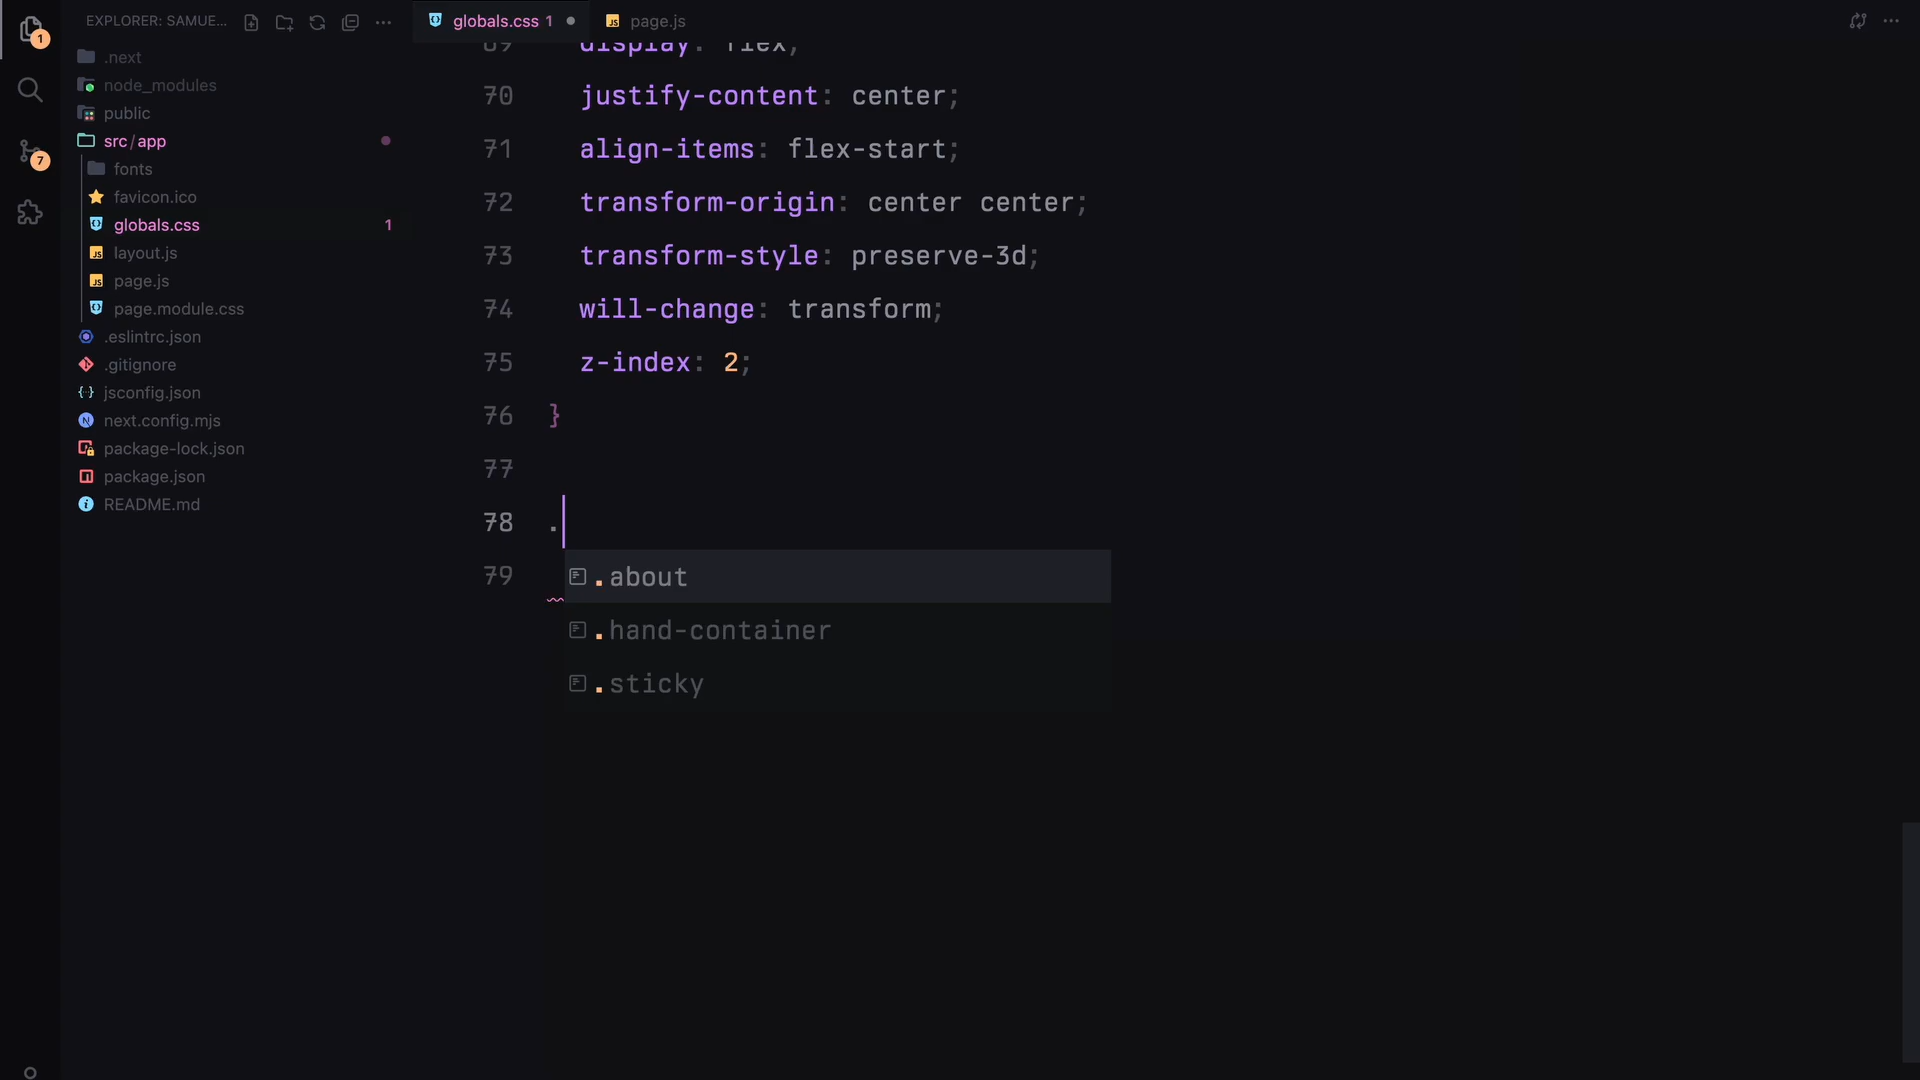 EXPLORER: SAMUE...
1
7
.next
node_modules
public
src/app
fonts
favicon.ico
globals.css 1
layout.js
page.js
page.module.css
.eslintrc.json
.gitignore
jsconfig.json
next.config.mjs
package-lock.json
package.json
README.md
globals.css 1
page.js
69 display: flex;
70 justify-content: center;
71 align-items: flex-start;
72 transform-origin: center center;
73 transform-style: preserve-3d;
74 will-change: transform;
75 z-index: 2;
76 }
77
78 .
79
.about
.hand-container
.sticky